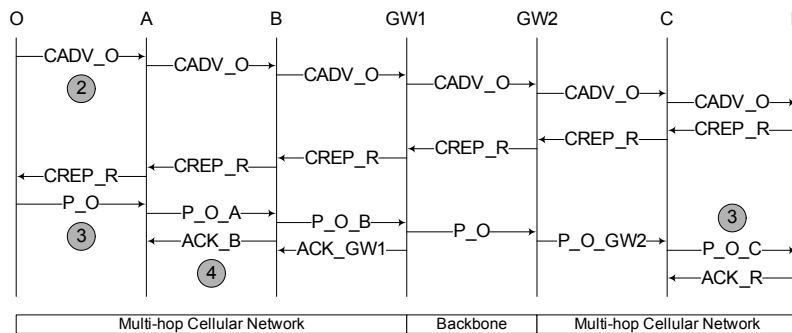 O A B GW1 GW2 C
CADV_O CADV_O CADV_O CADV_O CADV_O CADV_O
2
CREP_R CREP_R CREP_R CREP_R CREP_R CREP_R
P_O P_O_A P_O_B P_O P_O_GW2 P_O_C
3 3
ACK_B ACK_GW1 ACK_R
4
Multi-hop Cellular Network Backbone Multi-hop Cellular Network